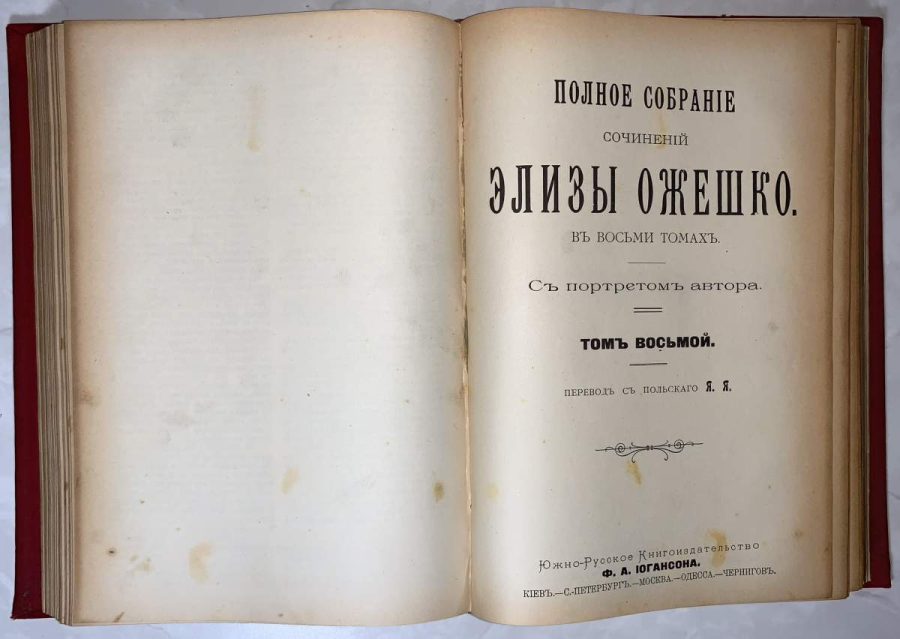 ПОЛНОЕ СОБРАНІЕ
СОЧИНЕНІЙ
ЭЛИЗЫ ОЖЕШКО.
ВЪ ВОСЬМИ ТОМАХЪ.
Съ портретомъ автора.
ТОМЪ ВОСЬМОЙ.
ПЕРЕВОДЪ СЪ ПОЛЬСКАГО Я. Я.
Южно-Русское Книгоиздательство
Ф. А. ІОГАНСОНА.
КІЕВЪ.—С.-ПЕТЕРБУРГЪ.—МОСКВА.—ОДЕССА.—ЧЕРНИГОВЪ.